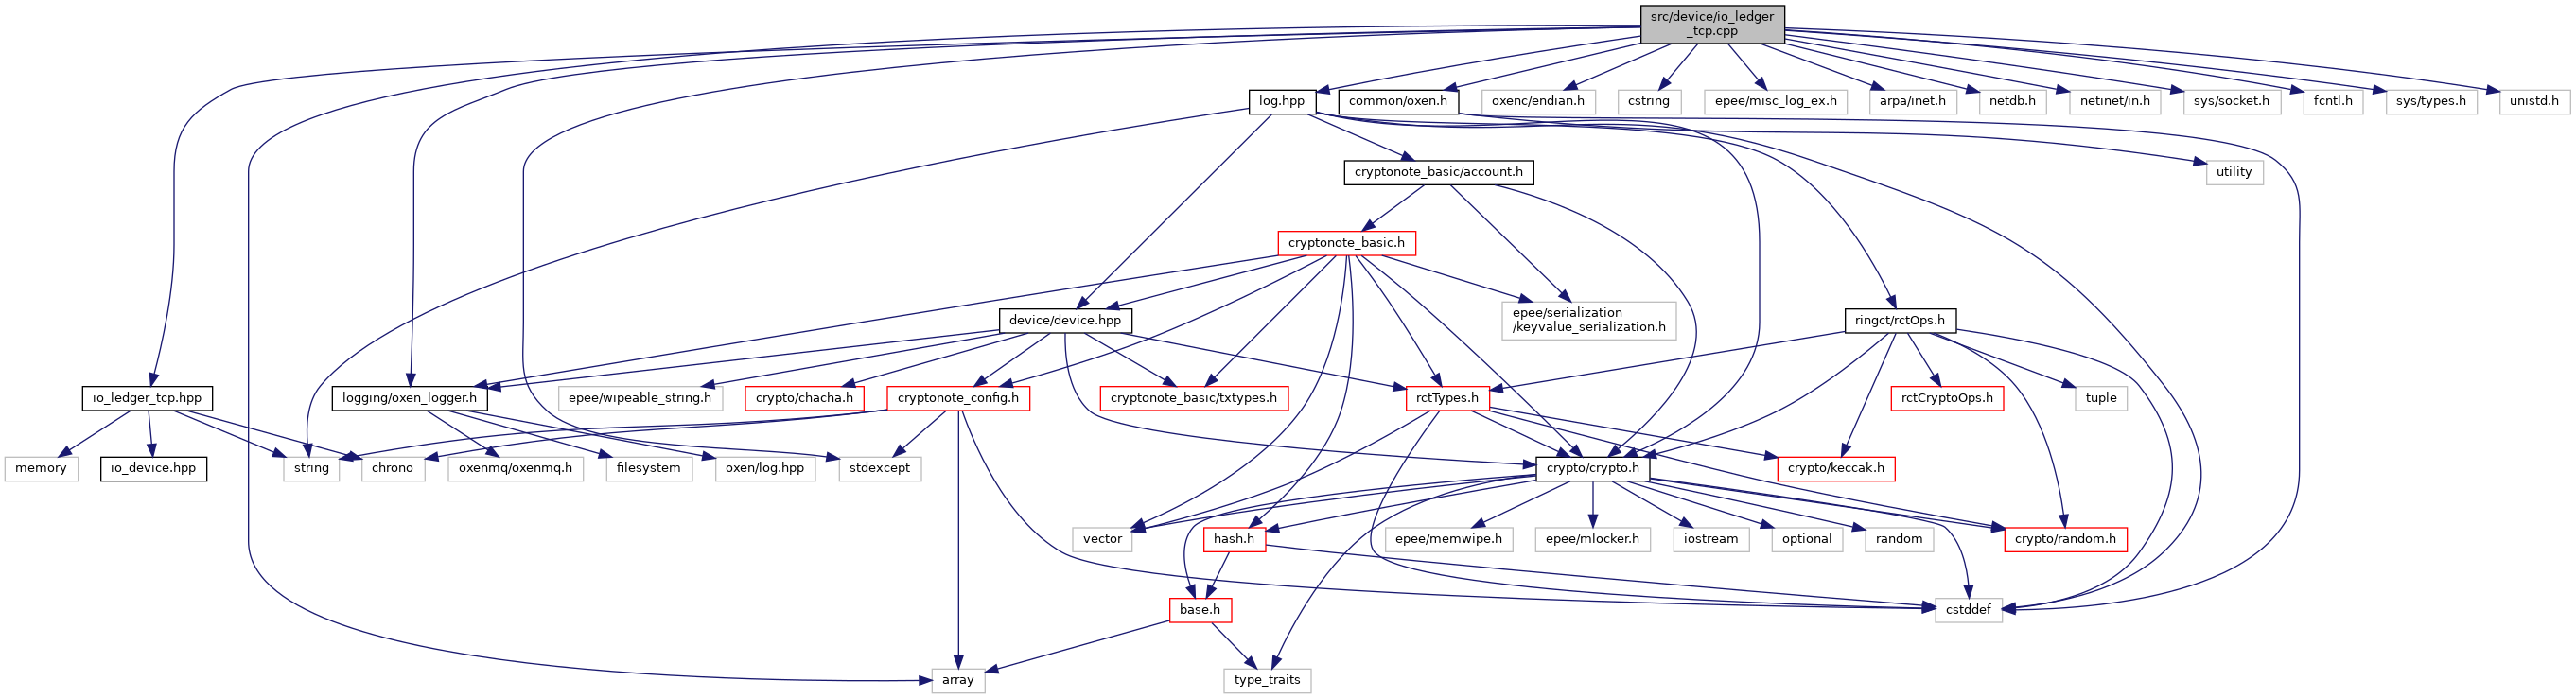 src/device/io_ledger
_tcp.cpp
log.hpp
common/oxen.h
oxenc/endian.h
cstring
epee/misc_log_ex.h
arpa/inet.h
netdb.h
netinet/in.h
sys/socket.h
fcntl.h
sys/types.h
unistd.h
cryptonote_basic/account.h
utility
cryptonote_basic.h
epee/serialization
/keyvalue_serialization.h
device/device.hpp
ringct/rctOps.h
io_ledger_tcp.hpp
logging/oxen_logger.h
epee/wipeable_string.h
crypto/chacha.h
cryptonote_config.h
cryptonote_basic/txtypes.h
rctTypes.h
rctCryptoOps.h
tuple
memory
io_device.hpp
string
chrono
oxenmq/oxenmq.h
filesystem
oxen/log.hpp
stdexcept
crypto/crypto.h
crypto/keccak.h
vector
hash.h
epee/memwipe.h
epee/mlocker.h
iostream
optional
random
crypto/random.h
base.h
cstddef
array
type_traits